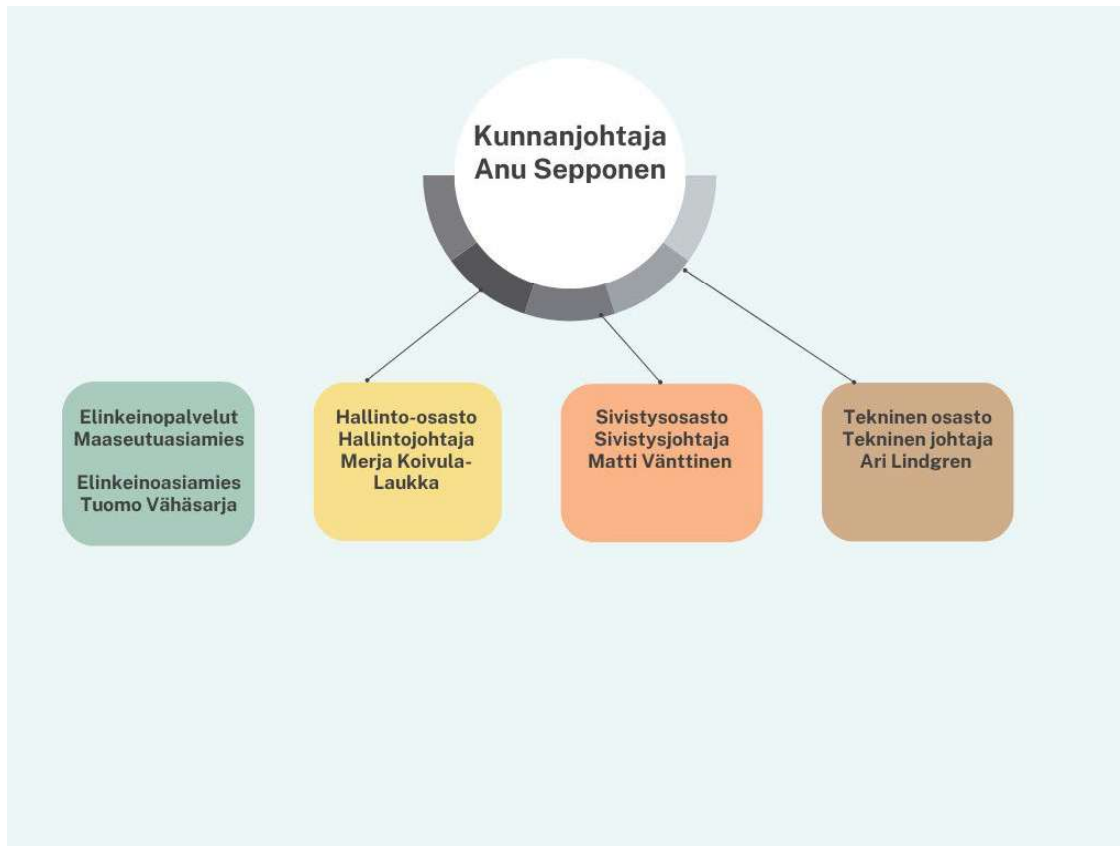 Kunnanjohtaja
Anu Sepponen
Elinkeinopalvelut
Maaseutuasiamies
Elinkeinoasiamies
Tuomo Vähäsarja
Hallinto-osasto
Hallintojohtaja
Merja Koivula-
Laukka
Sivistysosasto
Sivistysjohtaja
Matti Vänttinen
Tekninen osasto
Tekninen johtaja
Ari Lindgren